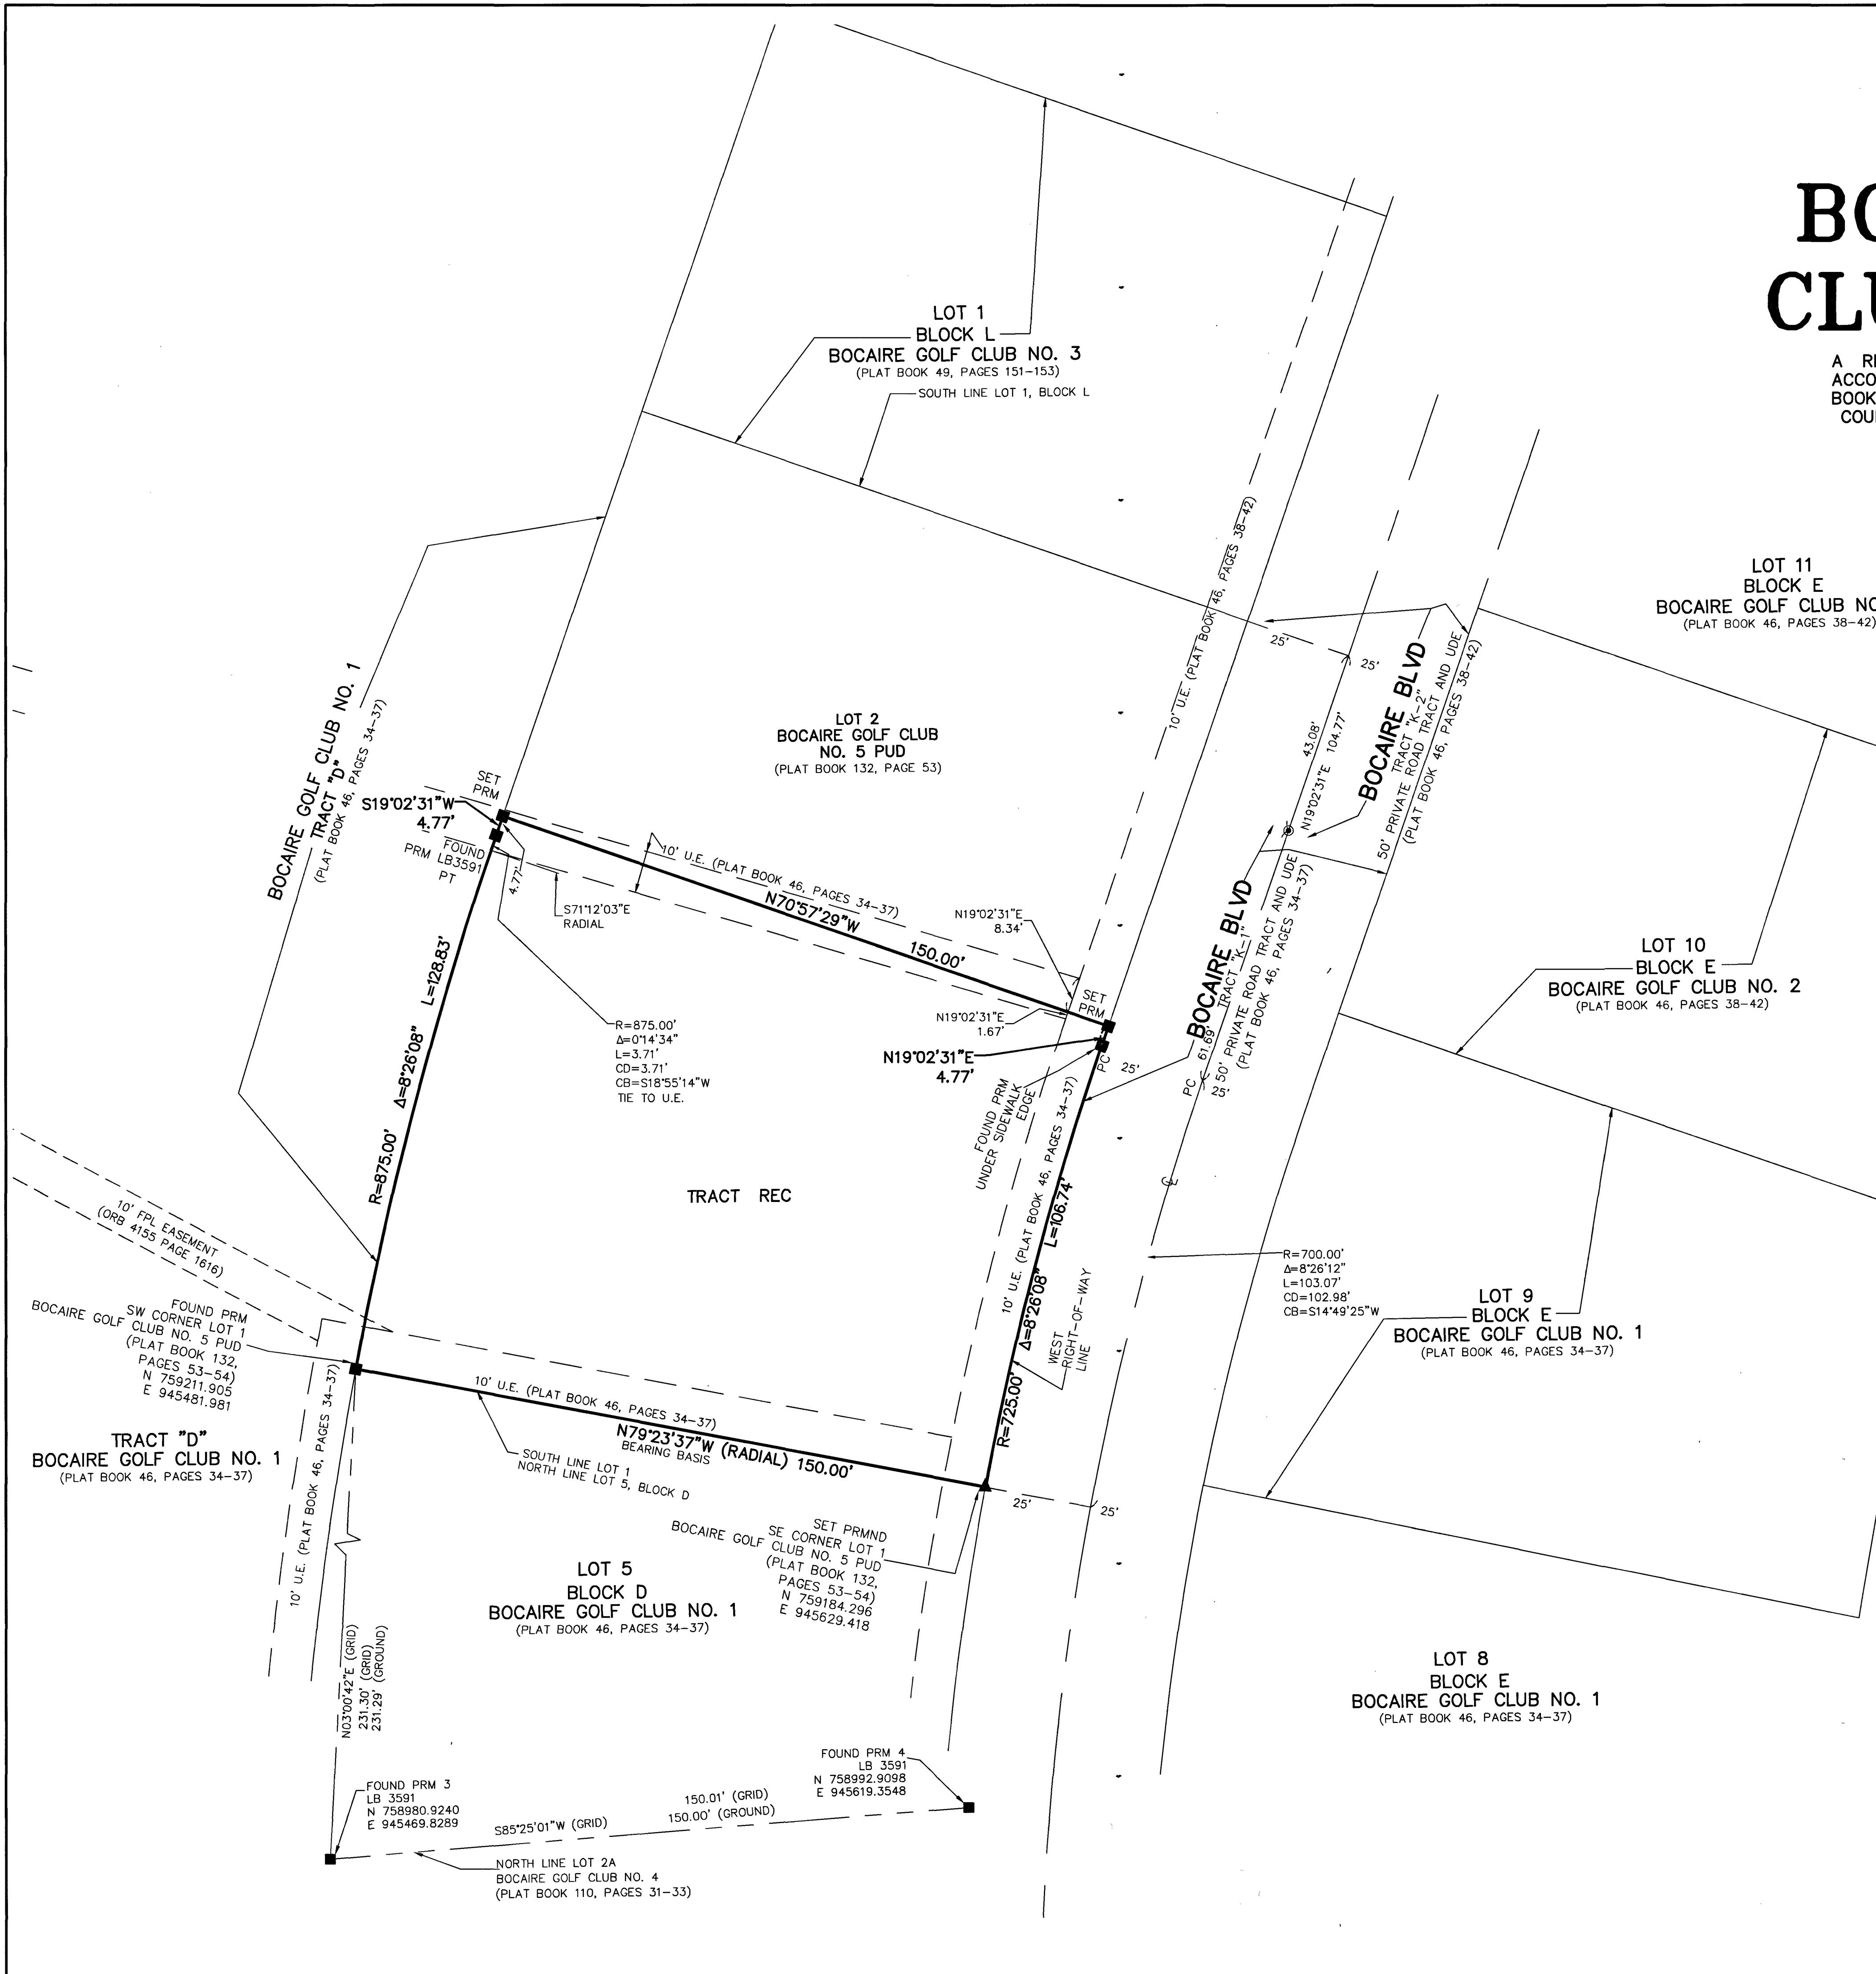 BO
CLU
A RE
ACCO
BOOK
COU
LOT 1
BLOCK L
BOCAIRE GOLF CLUB NO. 3
(PLAT BOOK 49, PAGES 151-153)
SOUTH LINE LOT 1, BLOCK L
10' U.E. (PLAT BOOK 46, PAGES 38-42)
LOT 11
BLOCK E
BOCAIRE GOLF CLUB NO
(PLAT BOOK 46, PAGES 38-42)
25'
25'
BOCAIRE BLVD
TRACT "K-2"
50' PRIVATE ROAD TRACT AND UDE
(PLAT BOOK 46, PAGES 38-42)
43.08'
N19°02'31"E 104.77'
BOCAIRE GOLF CLUB NO. 1
TRACT "D"
(PLAT BOOK 46, PAGES 34-37)
LOT 2
BOCAIRE GOLF CLUB
NO. 5 PUD
(PLAT BOOK 132, PAGE 53)
SET
PRM
S19°02'31"W
4.77'
FOUND
PRM LB3591
PT
4.77'
S71°12'03"E
RADIAL
10' U.E. (PLAT BOOK 46, PAGES 34-37)
N70°57'29"W 150.00'
N19°02'31"E
8.34'
SET
PRM
N19°02'31"E
1.67'
N19°02'31"E
4.77'
PC
25'
FOUND PRM
UNDER SIDEWALK
EDGE
BOCAIRE BLVD
TRACT "K-1"
50' PRIVATE ROAD TRACT AND UDE
(PLAT BOOK 46, PAGES 34-37)
61.69'
PC
25'
LOT 10
BLOCK E
BOCAIRE GOLF CLUB NO. 2
(PLAT BOOK 46, PAGES 38-42)
R=875.00'
Δ=0°14'34"
L=3.71'
CD=3.71'
CB=S18°55'14"W
TIE TO U.E.
R=875.00' Δ=8°26'08" L=128.83'
TRACT REC
10' U.E. (PLAT BOOK 46, PAGES 34-37)
R=725.00' Δ=8°26'08" L=106.74'
WEST
RIGHT-OF-WAY
LINE
R=700.00'
Δ=8°26'12"
L=103.07'
CD=102.98'
CB=S14°49'25"W
LOT 9
BLOCK E
BOCAIRE GOLF CLUB NO. 1
(PLAT BOOK 46, PAGES 34-37)
10' FPL EASEMENT
(ORB 4155 PAGE 1616)
FOUND PRM
SW CORNER LOT 1
BOCAIRE GOLF CLUB NO. 5 PUD
(PLAT BOOK 132,
PAGES 53-54)
N 759211.905
E 945481.981
TRACT "D"
BOCAIRE GOLF CLUB NO. 1
(PLAT BOOK 46, PAGES 34-37)
10' U.E. (PLAT BOOK 46, PAGES 34-37)
10' U.E. (PLAT BOOK 46, PAGES 34-37)
N79°23'37"W (RADIAL) 150.00'
BEARING BASIS
SOUTH LINE LOT 1
NORTH LINE LOT 5, BLOCK D
25'
25'
SET PRMND
SE CORNER LOT 1
BOCAIRE GOLF CLUB NO. 5 PUD
(PLAT BOOK 132,
PAGES 53-54)
N 759184.296
E 945629.418
LOT 5
BLOCK D
BOCAIRE GOLF CLUB NO. 1
(PLAT BOOK 46, PAGES 34-37)
N03°00'42"E (GRID)
231.30' (GRID)
231.29' (GROUND)
LOT 8
BLOCK E
BOCAIRE GOLF CLUB NO. 1
(PLAT BOOK 46, PAGES 34-37)
FOUND PRM 4
LB 3591
N 758992.9098
E 945619.3548
FOUND PRM 3
LB 3591
N 758980.9240
E 945469.8289
S85°25'01"W (GRID)
150.01' (GRID)
150.00' (GROUND)
NORTH LINE LOT 2A
BOCAIRE GOLF CLUB NO. 4
(PLAT BOOK 110, PAGES 31-33)